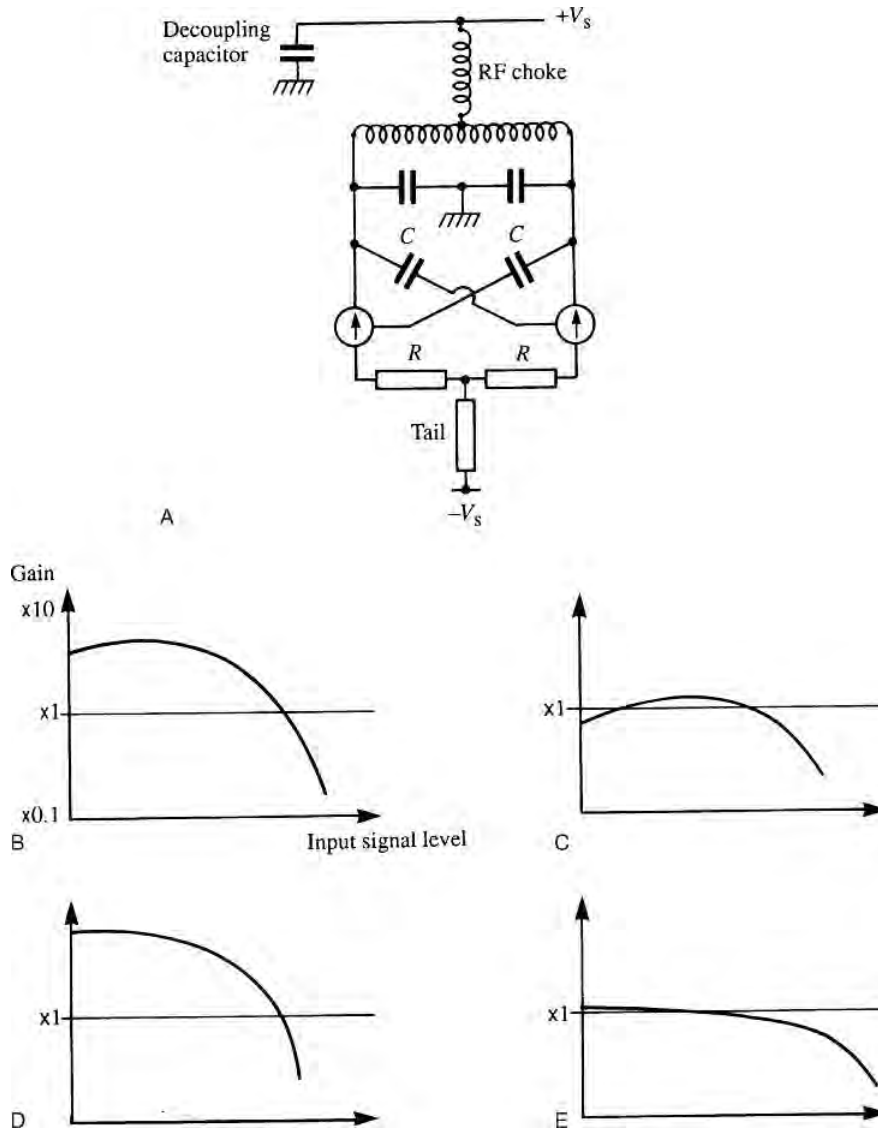 Decoupling
capacitor
+Vs
RF choke
C C
R R
Tail
A
−Vs
Gain
x10
x1
x0.1
B
Input signal level
x1
C
x1
D
x1
E